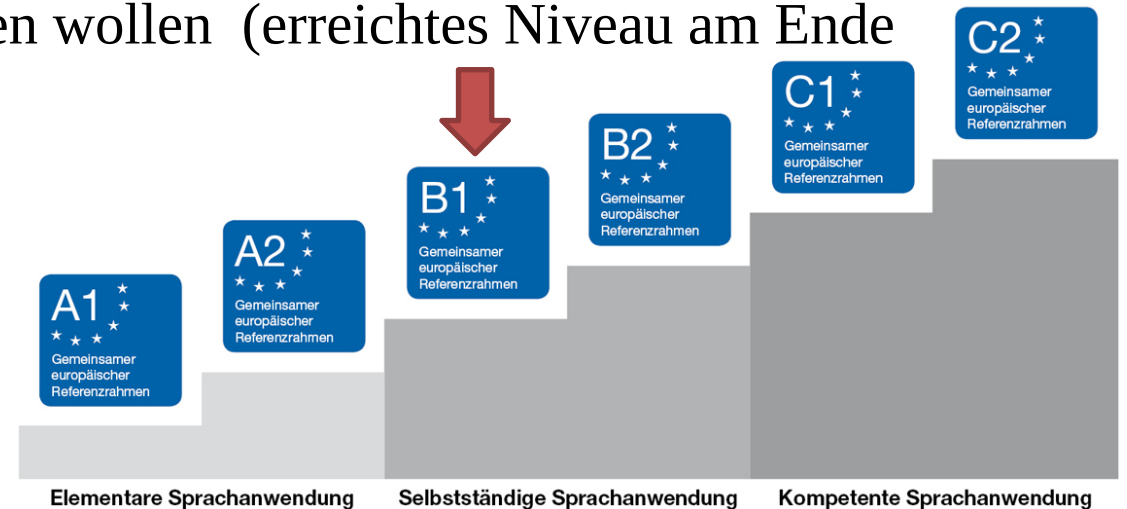 en wollen (erreichtes Niveau am Ende
C2
Gemeinsamer
europäischer
Referenzrahmen
C1
Gemeinsamer
europäischer
Referenzrahmen
B2
Gemeinsamer
europäischer
Referenzrahmen
B1
Gemeinsamer
europäischer
Referenzrahmen
A2
Gemeinsamer
europäischer
Referenzrahmen
A1
Gemeinsamer
europäischer
Referenzrahmen
Elementare Sprachanwendung
Selbstständige Sprachanwendung
Kompetente Sprachanwendung